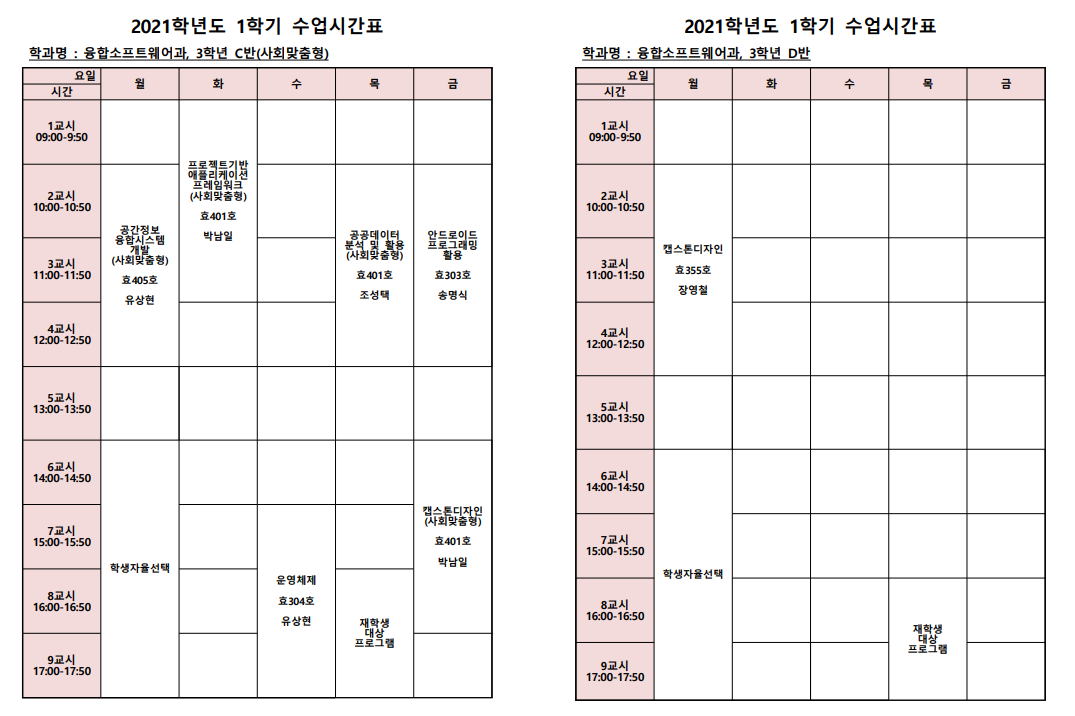 2021학년도 1학기 수업시간표
학과명 : 융합소프트웨어과, 3학년 C반(사회맞춤형)
요일
시간
월
화
수
목
금
1교시
09:00-9:50
2교시
10:00-10:50
3교시
11:00-11:50
4교시
12:00-12:50
5교시
13:00-13:50
6교시
14:00-14:50
7교시
15:00-15:50
8교시
16:00-16:50
9교시
17:00-17:50
공간정보
융합시스템
개발
(사회맞춤형)
효405호
유상현
학생자율선택
프로젝트기반
애플리케이션
프레임워크
(사회맞춤형)
효401호
박남일
운영체제
효304호
유상현
공공데이터
분석 및 활용
(사회맞춤형)
효401호
조성택
재학생
대상
프로그램
안드로이드
프로그래밍
활용
효303호
송명식
캡스톤디자인
(사회맞춤형)
효401호
박남일
2021학년도 1학기 수업시간표
학과명 : 융합소프트웨어과, 3학년 D반
요일
시간
월
화
수
목
금
1교시
09:00-9:50
2교시
10:00-10:50
3교시
11:00-11:50
4교시
12:00-12:50
5교시
13:00-13:50
6교시
14:00-14:50
7교시
15:00-15:50
8교시
16:00-16:50
9교시
17:00-17:50
캡스톤디자인
효355호
장영철
학생자율선택
재학생
대상
프로그램